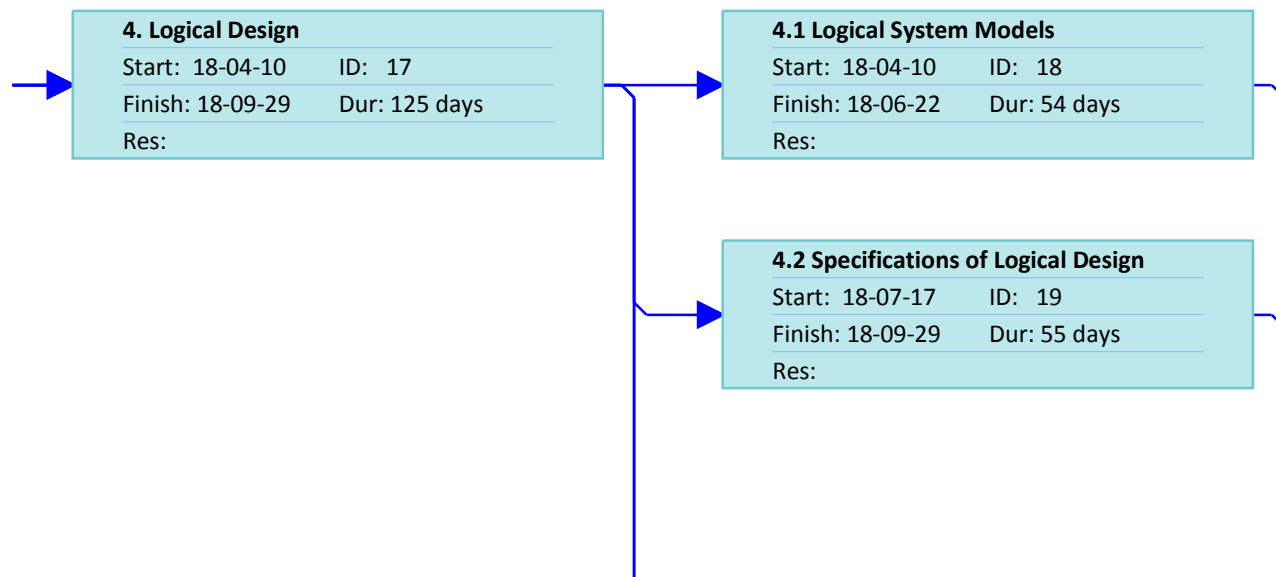 4. Logical Design
Start: 18-04-10 ID: 17
Finish: 18-09-29 Dur: 125 days
Res:
4.1 Logical System Models
Start: 18-04-10 ID: 18
Finish: 18-06-22 Dur: 54 days
Res:
4.2 Specifications of Logical Design
Start: 18-07-17 ID: 19
Finish: 18-09-29 Dur: 55 days
Res: